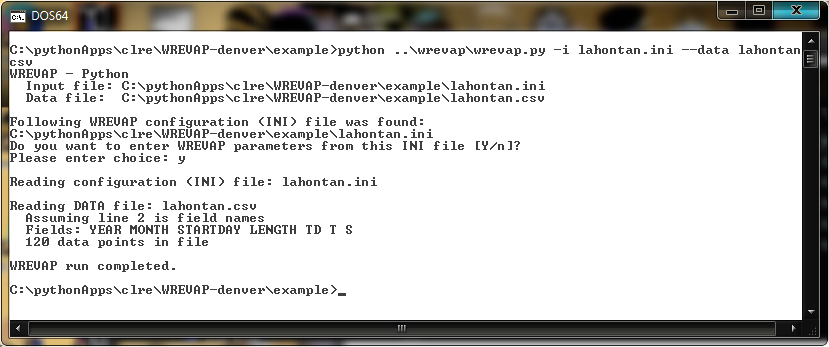 DOS64
C:\pythonApps\clre\WREVAP-denver\example>python ..\wrevap\wrevap.py -i lahontan.ini --data lahontan
csv
WREVAP - Python
  Input file: C:\pythonApps\clre\WREVAP-denver\example\lahontan.ini
  Data file:  C:\pythonApps\clre\WREVAP-denver\example\lahontan.csv

Following WREVAP configuration (INI) file was found:
C:\pythonApps\clre\WREVAP-denver\example\lahontan.ini
Do you want to enter WREVAP parameters from this INI file [Y/n]?
Please enter choice: y

Reading configuration (INI) file: lahontan.ini

Reading DATA file: lahontan.csv
  Assuming line 2 is field names
  Fields: YEAR MONTH STARTDAY LENGTH TD T S
  120 data points in file

WREVAP run completed.

C:\pythonApps\clre\WREVAP-denver\example>_